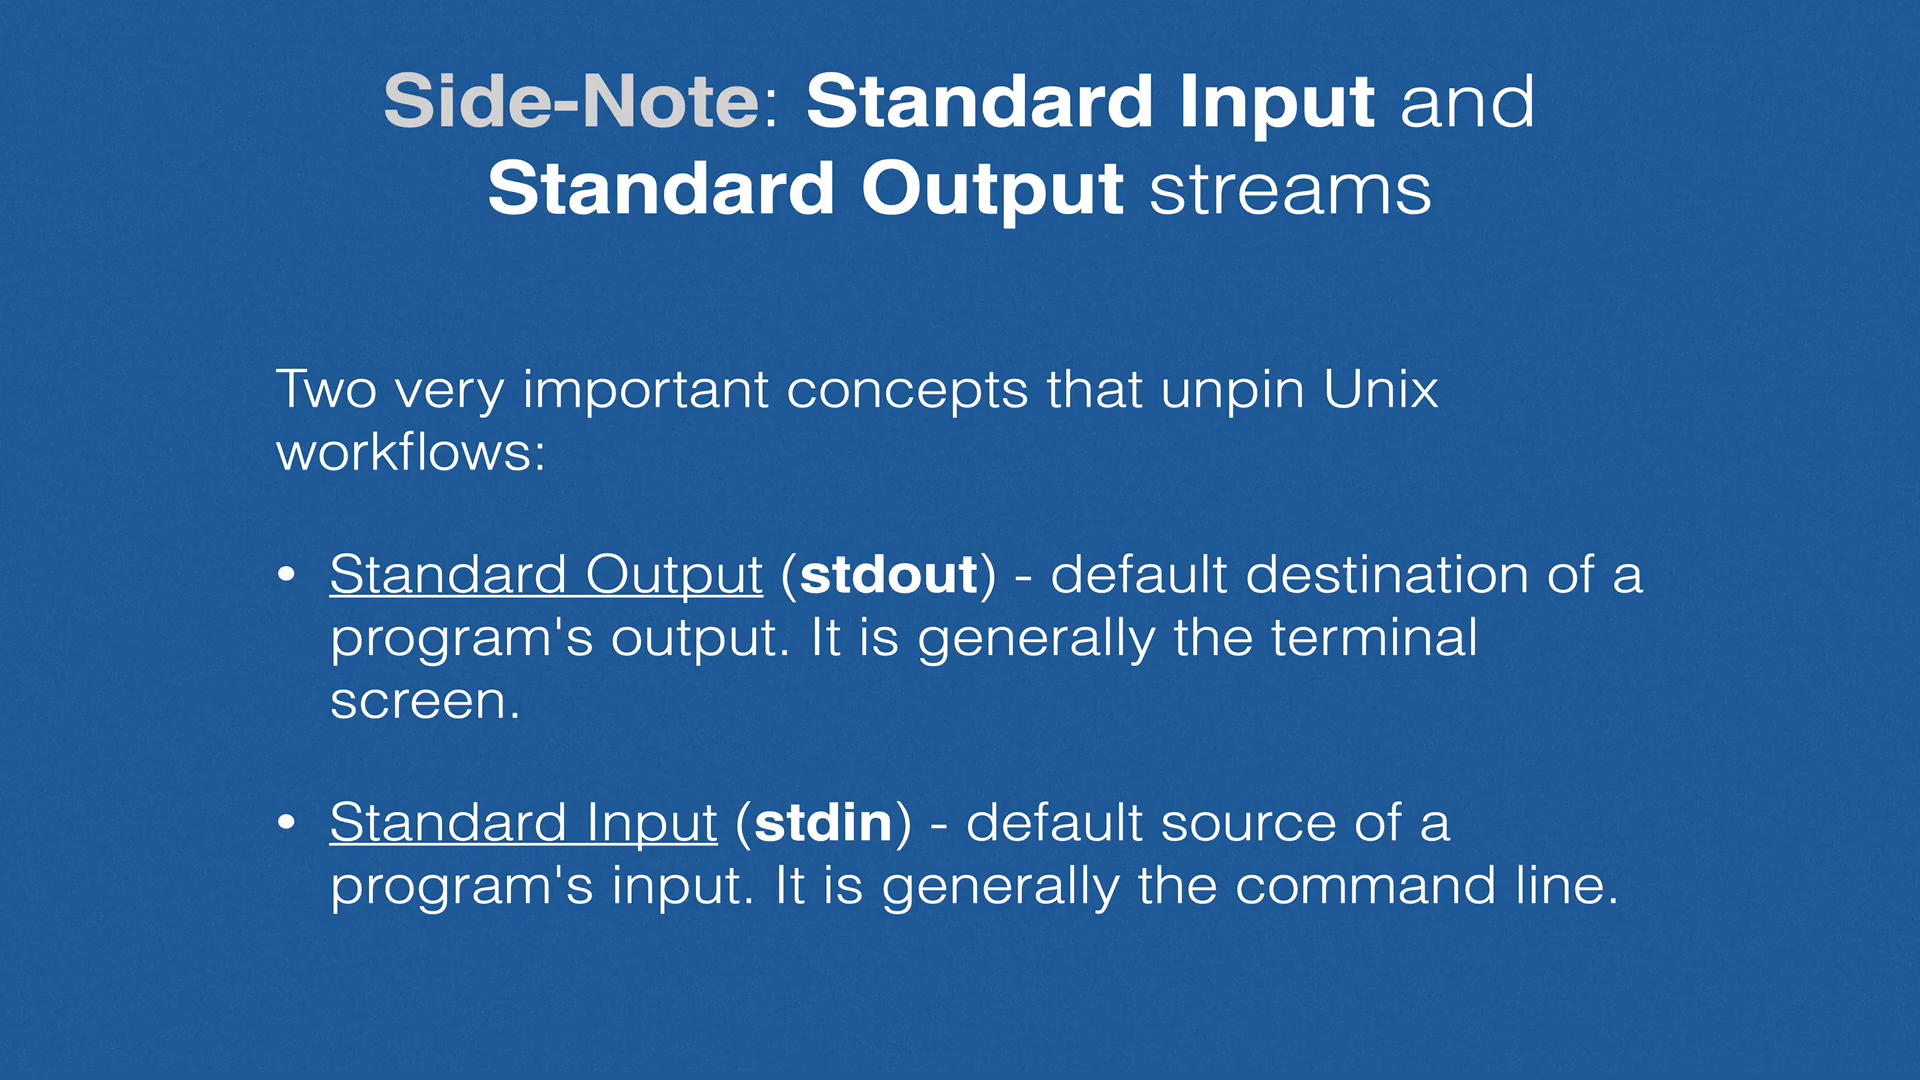 Side-Note: Standard Input and
Standard Output streams
Two very important concepts that unpin Unix
workflows:
• Standard Output (stdout) - default destination of a
program's output. It is generally the terminal
screen.
• Standard Input (stdin) - default source of a
program's input. It is generally the command line.